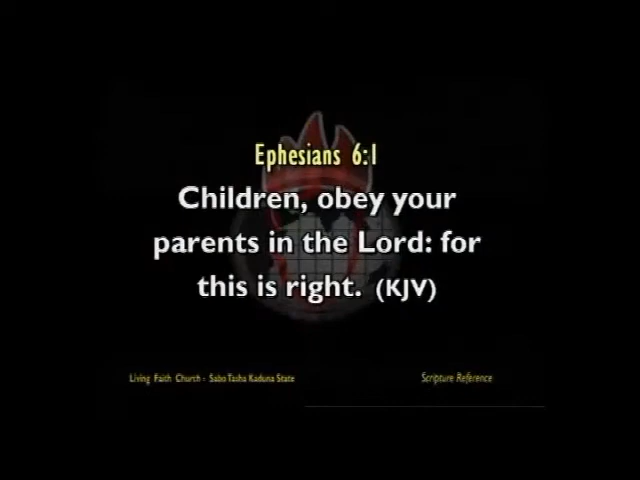 Ephesians 6:1
Children, obey your
parents in the Lord: for
this is right. (KJV)
Living Faith Church - Sabo Tasha Kaduna State
Scripture Reference